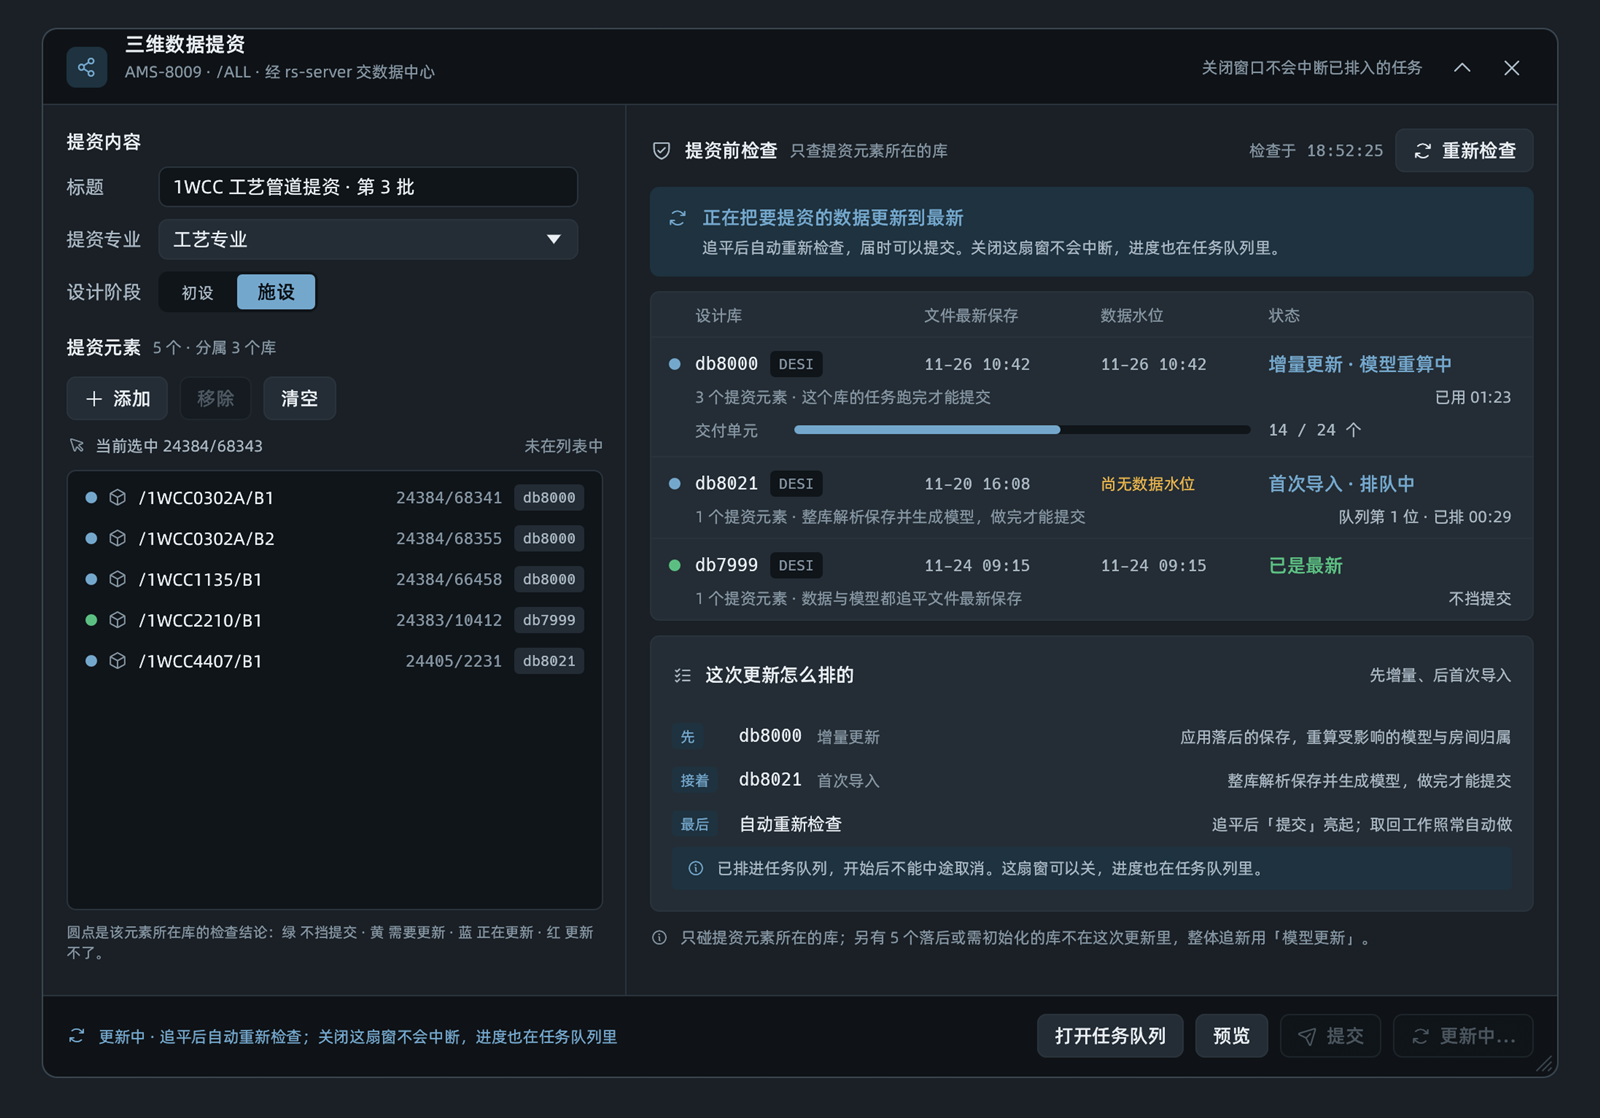 三维数据提资
AMS-8009 · /ALL · 经 rs-server 交数据中心
关闭窗口不会中断已排入的任务
提资内容
标题
1WCC 工艺管道提资 · 第 3 批
提资专业
工艺专业
设计阶段
初设
施设
提资元素
5 个 · 分属 3 个库
添加
移除
清空
当前选中 24384/68343
未在列表中
/1WCC0302A/B1 24384/68341 db8000
/1WCC0302A/B2 24384/68355 db8000
/1WCC1135/B1 24384/66458 db8000
/1WCC2210/B1 24383/10412 db7999
/1WCC4407/B1 24405/2231 db8021
圆点是该元素所在库的检查结论：绿 不挡提交 · 黄 需要更新 · 蓝 正在更新 · 红 更新
不了。
提资前检查 只查提资元素所在的库
检查于 18:52:25
重新检查
正在把要提资的数据更新到最新
追平后自动重新检查，届时可以提交。关闭这扇窗不会中断，进度也在任务队列里。
设计库 文件最新保存 数据水位 状态
db8000 DESI 11-26 10:42 11-26 10:42 增量更新 · 模型重算中
3 个提资元素 · 这个库的任务跑完才能提交 已用 01:23
交付单元 14 / 24 个
db8021 DESI 11-20 16:08 尚无数据水位 首次导入 · 排队中
1 个提资元素 · 整库解析保存并生成模型，做完才能提交 队列第 1 位 · 已排 00:29
db7999 DESI 11-24 09:15 11-24 09:15 已是最新
1 个提资元素 · 数据与模型都追平文件最新保存 不挡提交
这次更新怎么排的 先增量、后首次导入
先 db8000 增量更新 应用落后的保存，重算受影响的模型与房间归属
接着 db8021 首次导入 整库解析保存并生成模型，做完才能提交
最后 自动重新检查 追平后「提交」亮起；取回工作照常自动做
已排进任务队列，开始后不能中途取消。这扇窗可以关，进度也在任务队列里。
只碰提资元素所在的库；另有 5 个落后或需初始化的库不在这次更新里，整体追新用「模型更新」。
更新中 · 追平后自动重新检查；关闭这扇窗不会中断，进度也在任务队列里
打开任务队列
预览
提交
更新中...